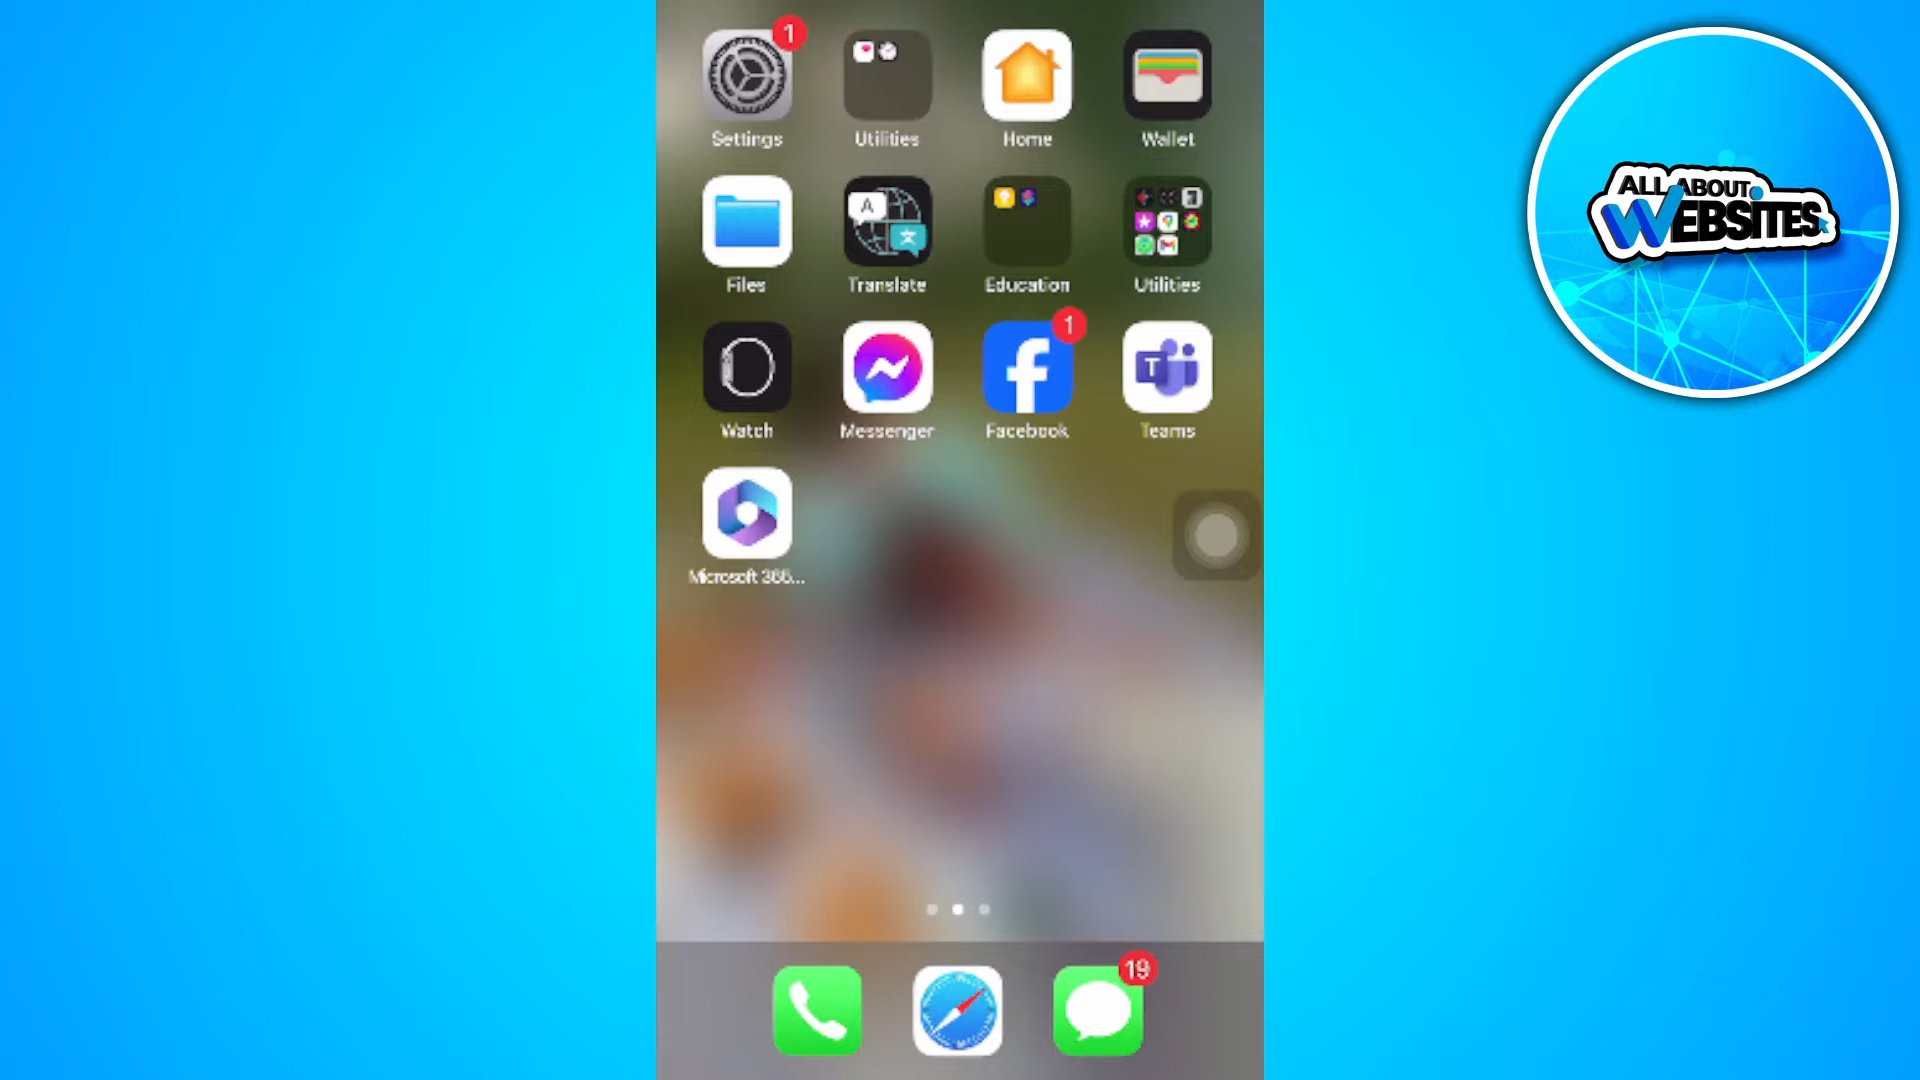 1
Settings
Utilities
Home
Wallet
ALL ABOUT
WEBSITES
A
Files
Translate
Education
Utilities
1
T
Watch
Messenger
Facebook
Teams
Microsoft 365...
19